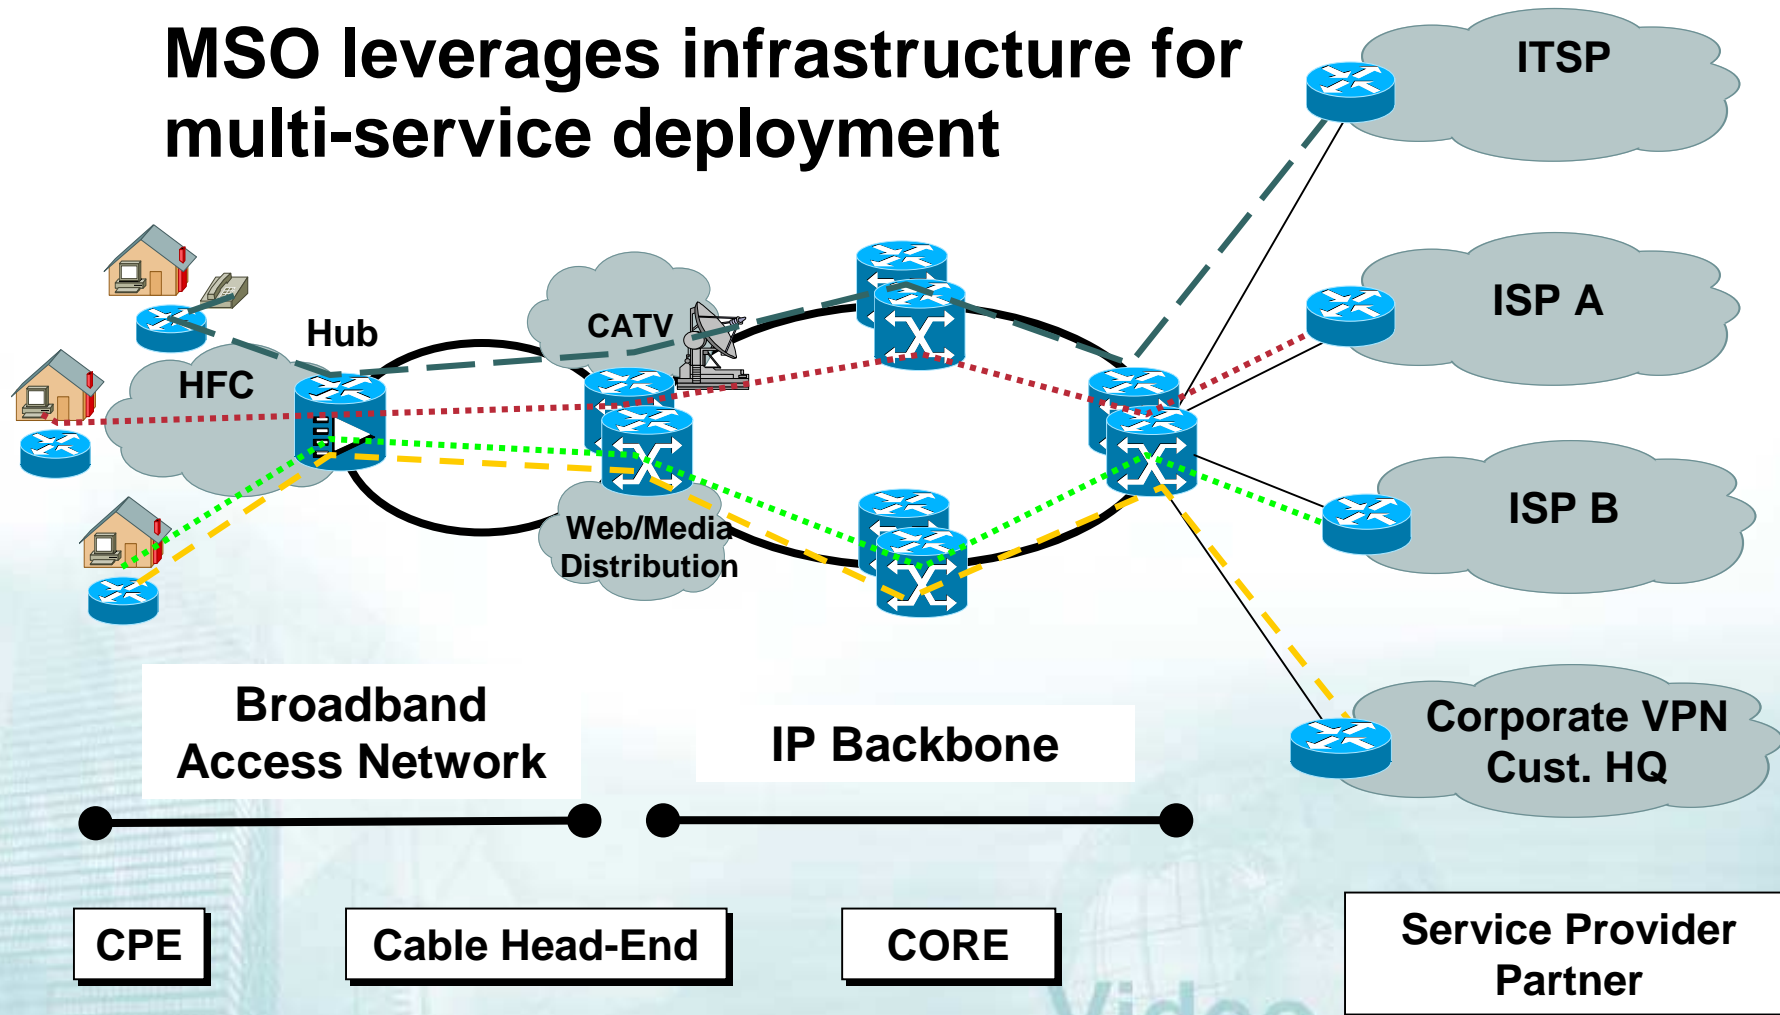 MSO leverages infrastructure for
multi-service deployment
ITSP
ISP A
ISP B
Corporate VPN
Cust. HQ
Hub
HFC
CATV
Web/Media
Distribution
Broadband
Access Network
IP Backbone
CPE
Cable Head-End
CORE
Service Provider
Partner
Video